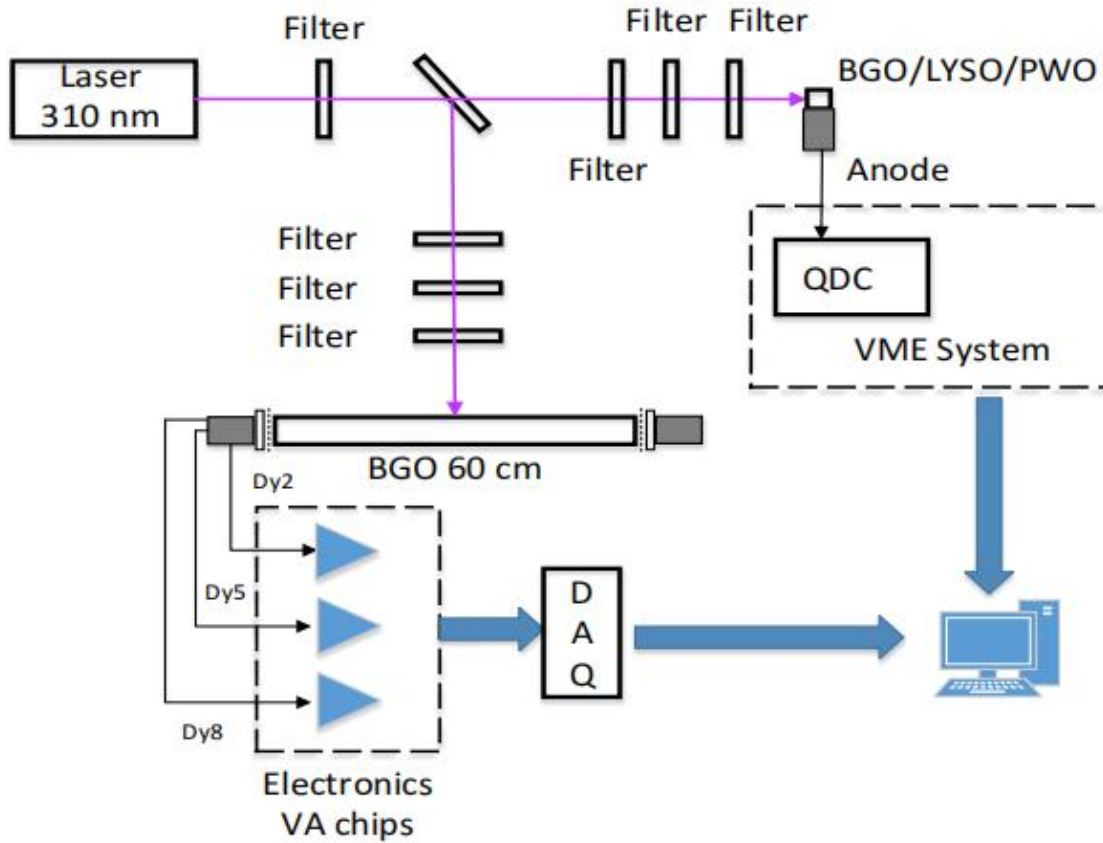 Filter
Filter
Filter
Laser
310 nm
BGO/LYSO/PWO
Filter
Anode
Filter
Filter
Filter
QDC
VME System
BGO 60 cm
Dy2
Dy5
Dy8
D
A
Q
Electronics
VA chips